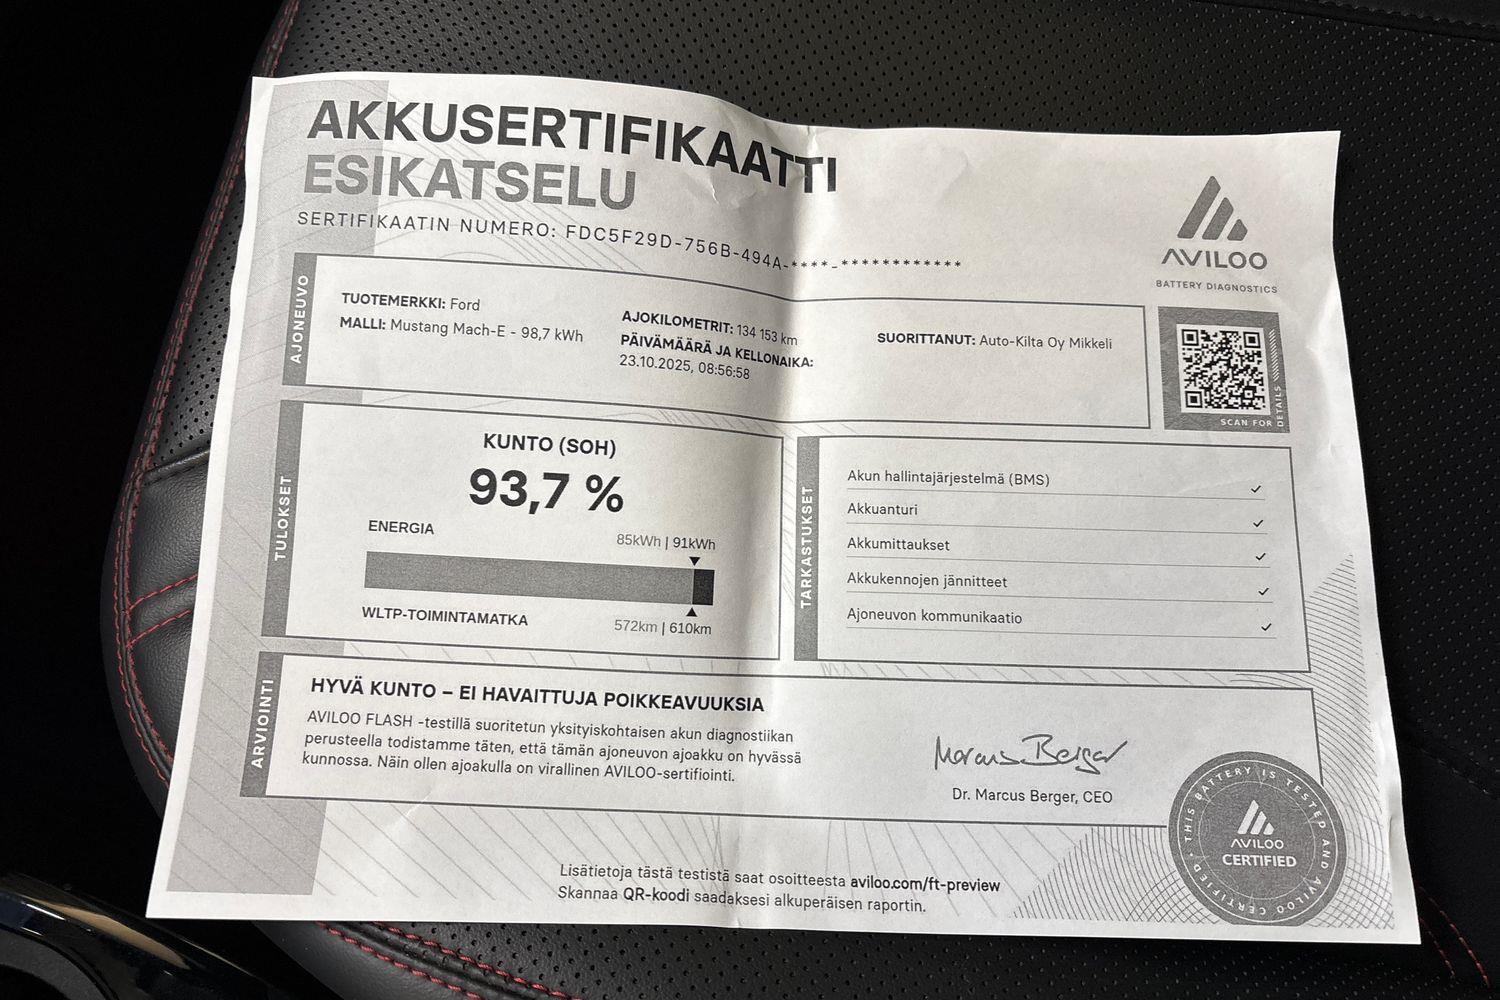 AKKUSERTIFIKAATTI
ESIKATSELU
SERTIFIKAATIN NUMERO: FDC5F29D-756B-494A-****-************
AVILOO
BATTERY DIAGNOSTICS
AJONEUVO
TUOTEMERKKI: Ford
MALLI: Mustang Mach-E - 98,7 kWh
AJOKILOMETRIT: 134 153 km
PÄIVÄMÄÄRÄ JA KELLONAIKA:
23.10.2025, 08:56:58
SUORITTANUT: Auto-Kilta Oy Mikkeli
SCAN FOR DETAILS
TULOKSET
KUNTO (SOH)
93,7 %
ENERGIA
85kWh | 91kWh
WLTP-TOIMINTAMATKA
572km | 610km
TARKASTUKSET
Akun hallintajärjestelmä (BMS)
Akkuanturi
Akkumittaukset
Akkukennojen jännitteet
Ajoneuvon kommunikaatio
ARVIOINTI
HYVÄ KUNTO – EI HAVAITTUJA POIKKEAVUUKSIA
AVILOO FLASH -testillä suoritetun yksityiskohtaisen akun diagnostiikan
perusteella todistamme täten, että tämän ajoneuvon ajoakku on hyvässä
kunnossa. Näin ollen ajoakulla on virallinen AVILOO-sertifiointi.
Marcus Berger
Dr. Marcus Berger, CEO
THIS BATTERY IS TESTED AND AVILOO CERTIFIED
AVILOO
CERTIFIED
Lisätietoja tästä testistä saat osoitteesta aviloo.com/ft-preview
Skannaa QR-koodi saadaksesi alkuperäisen raportin.